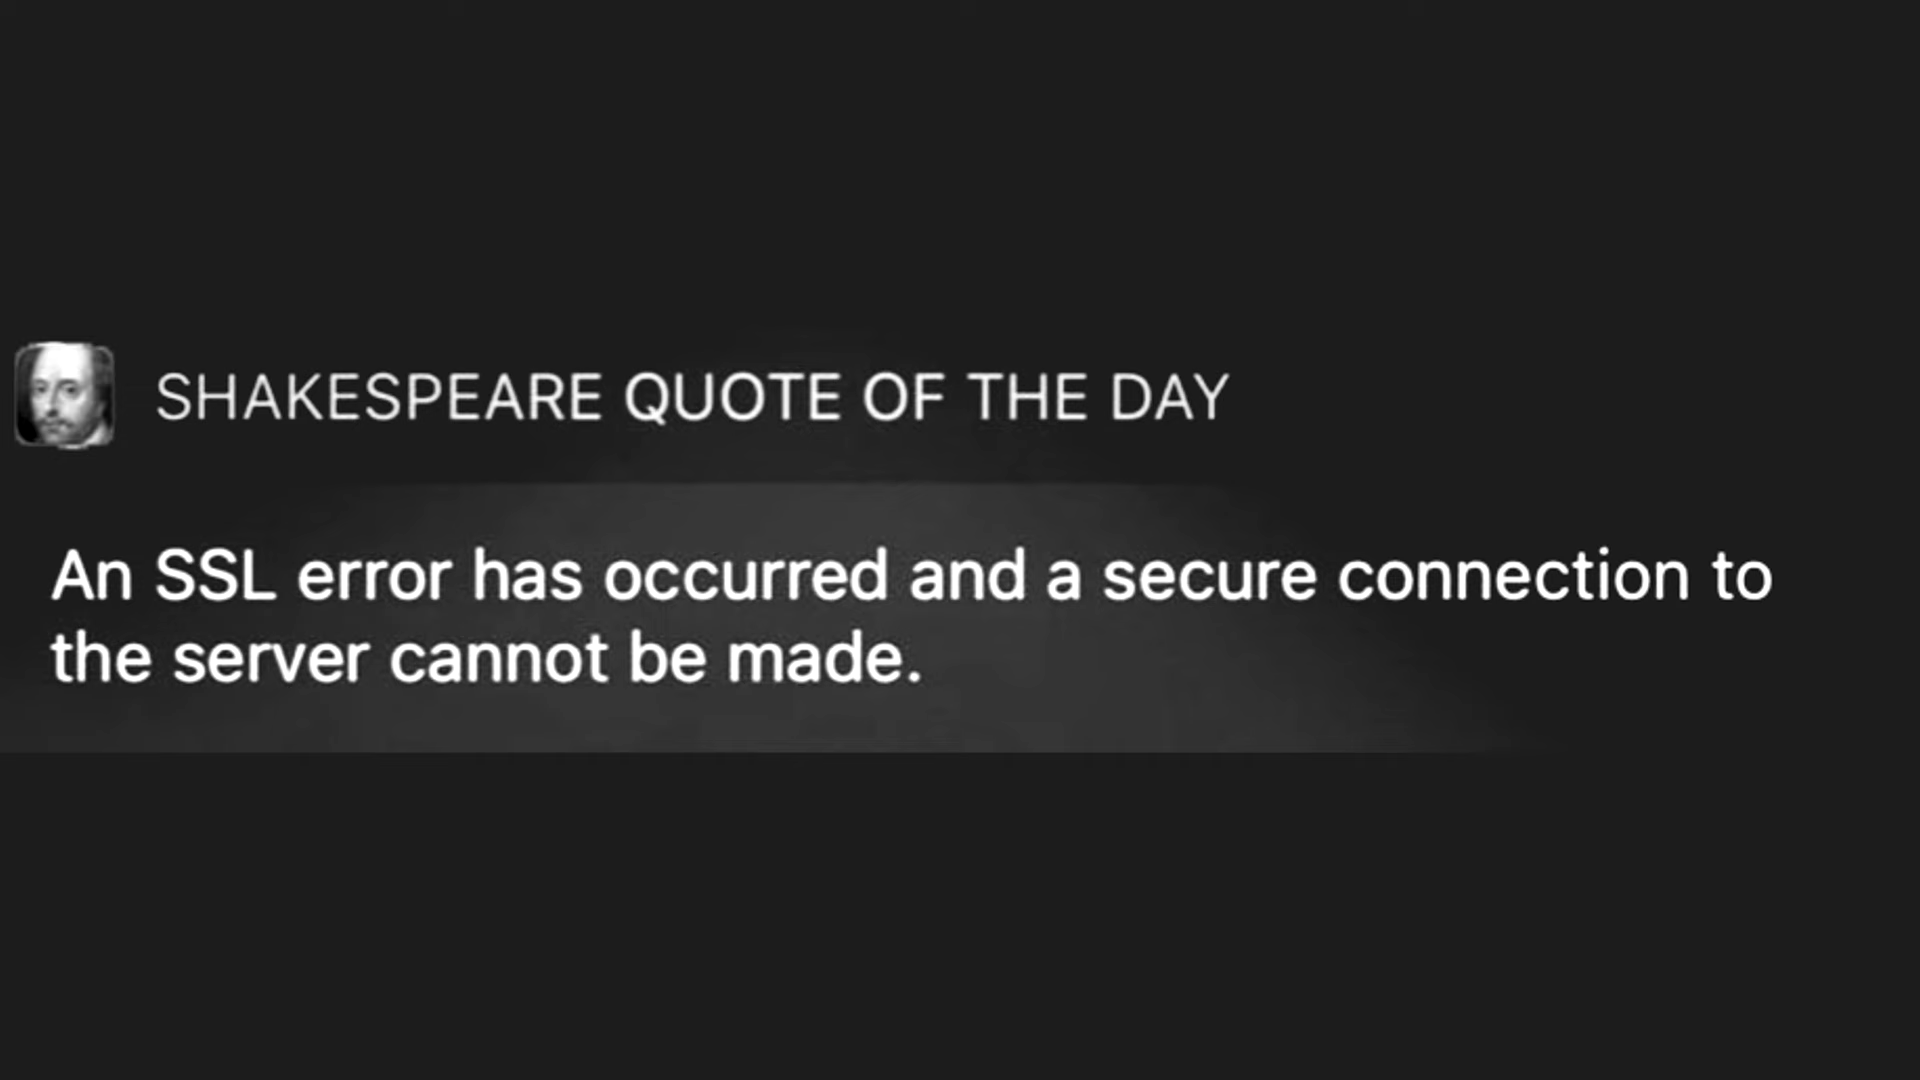 SHAKESPEARE QUOTE OF THE DAY
An SSL error has occurred and a secure connection to
the server cannot be made.